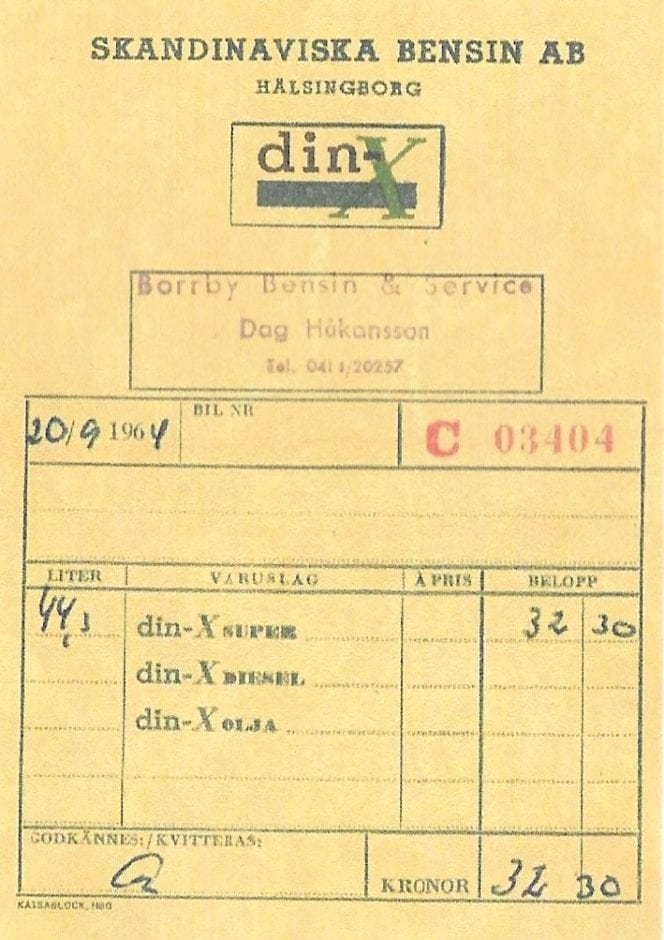 SKANDINAVISKA BENSIN AB
HÄLSINGBORG
din-X
Borrby Bensin & Service
Dag Håkansson
Tel. 0411/20257
20/9 1964 BIL NR C 03404
LITER VARUSLAG À PRIS BELOPP
44,3 din-X SUPER 32 30
din-X DIESEL
din-X OLJA
GODKÄNNES:/KVITTERAS:
KRONOR 32 30
KASSABLOCK, HBG